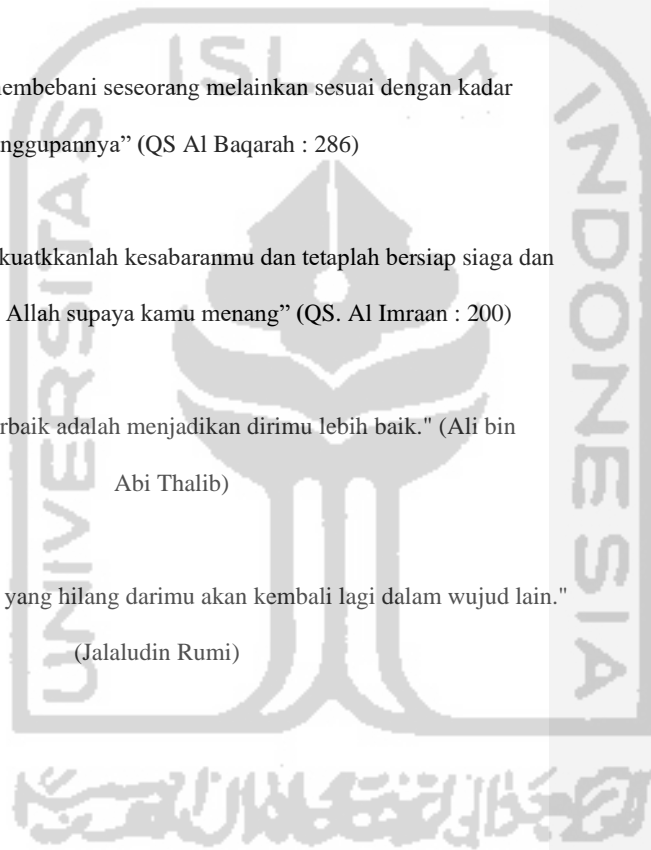 ISLAM
UNIVERSITAS
INDONESIA
membebani seseorang melainkan sesuai dengan kadar
nggupannya” (QS Al Baqarah : 286)
kuatkkanlah kesabaranmu dan tetaplah bersiap siaga dan
Allah supaya kamu menang” (QS. Al Imraan : 200)
rbaik adalah menjadikan dirimu lebih baik." (Ali bin
Abi Thalib)
yang hilang darimu akan kembali lagi dalam wujud lain."
(Jalaludin Rumi)